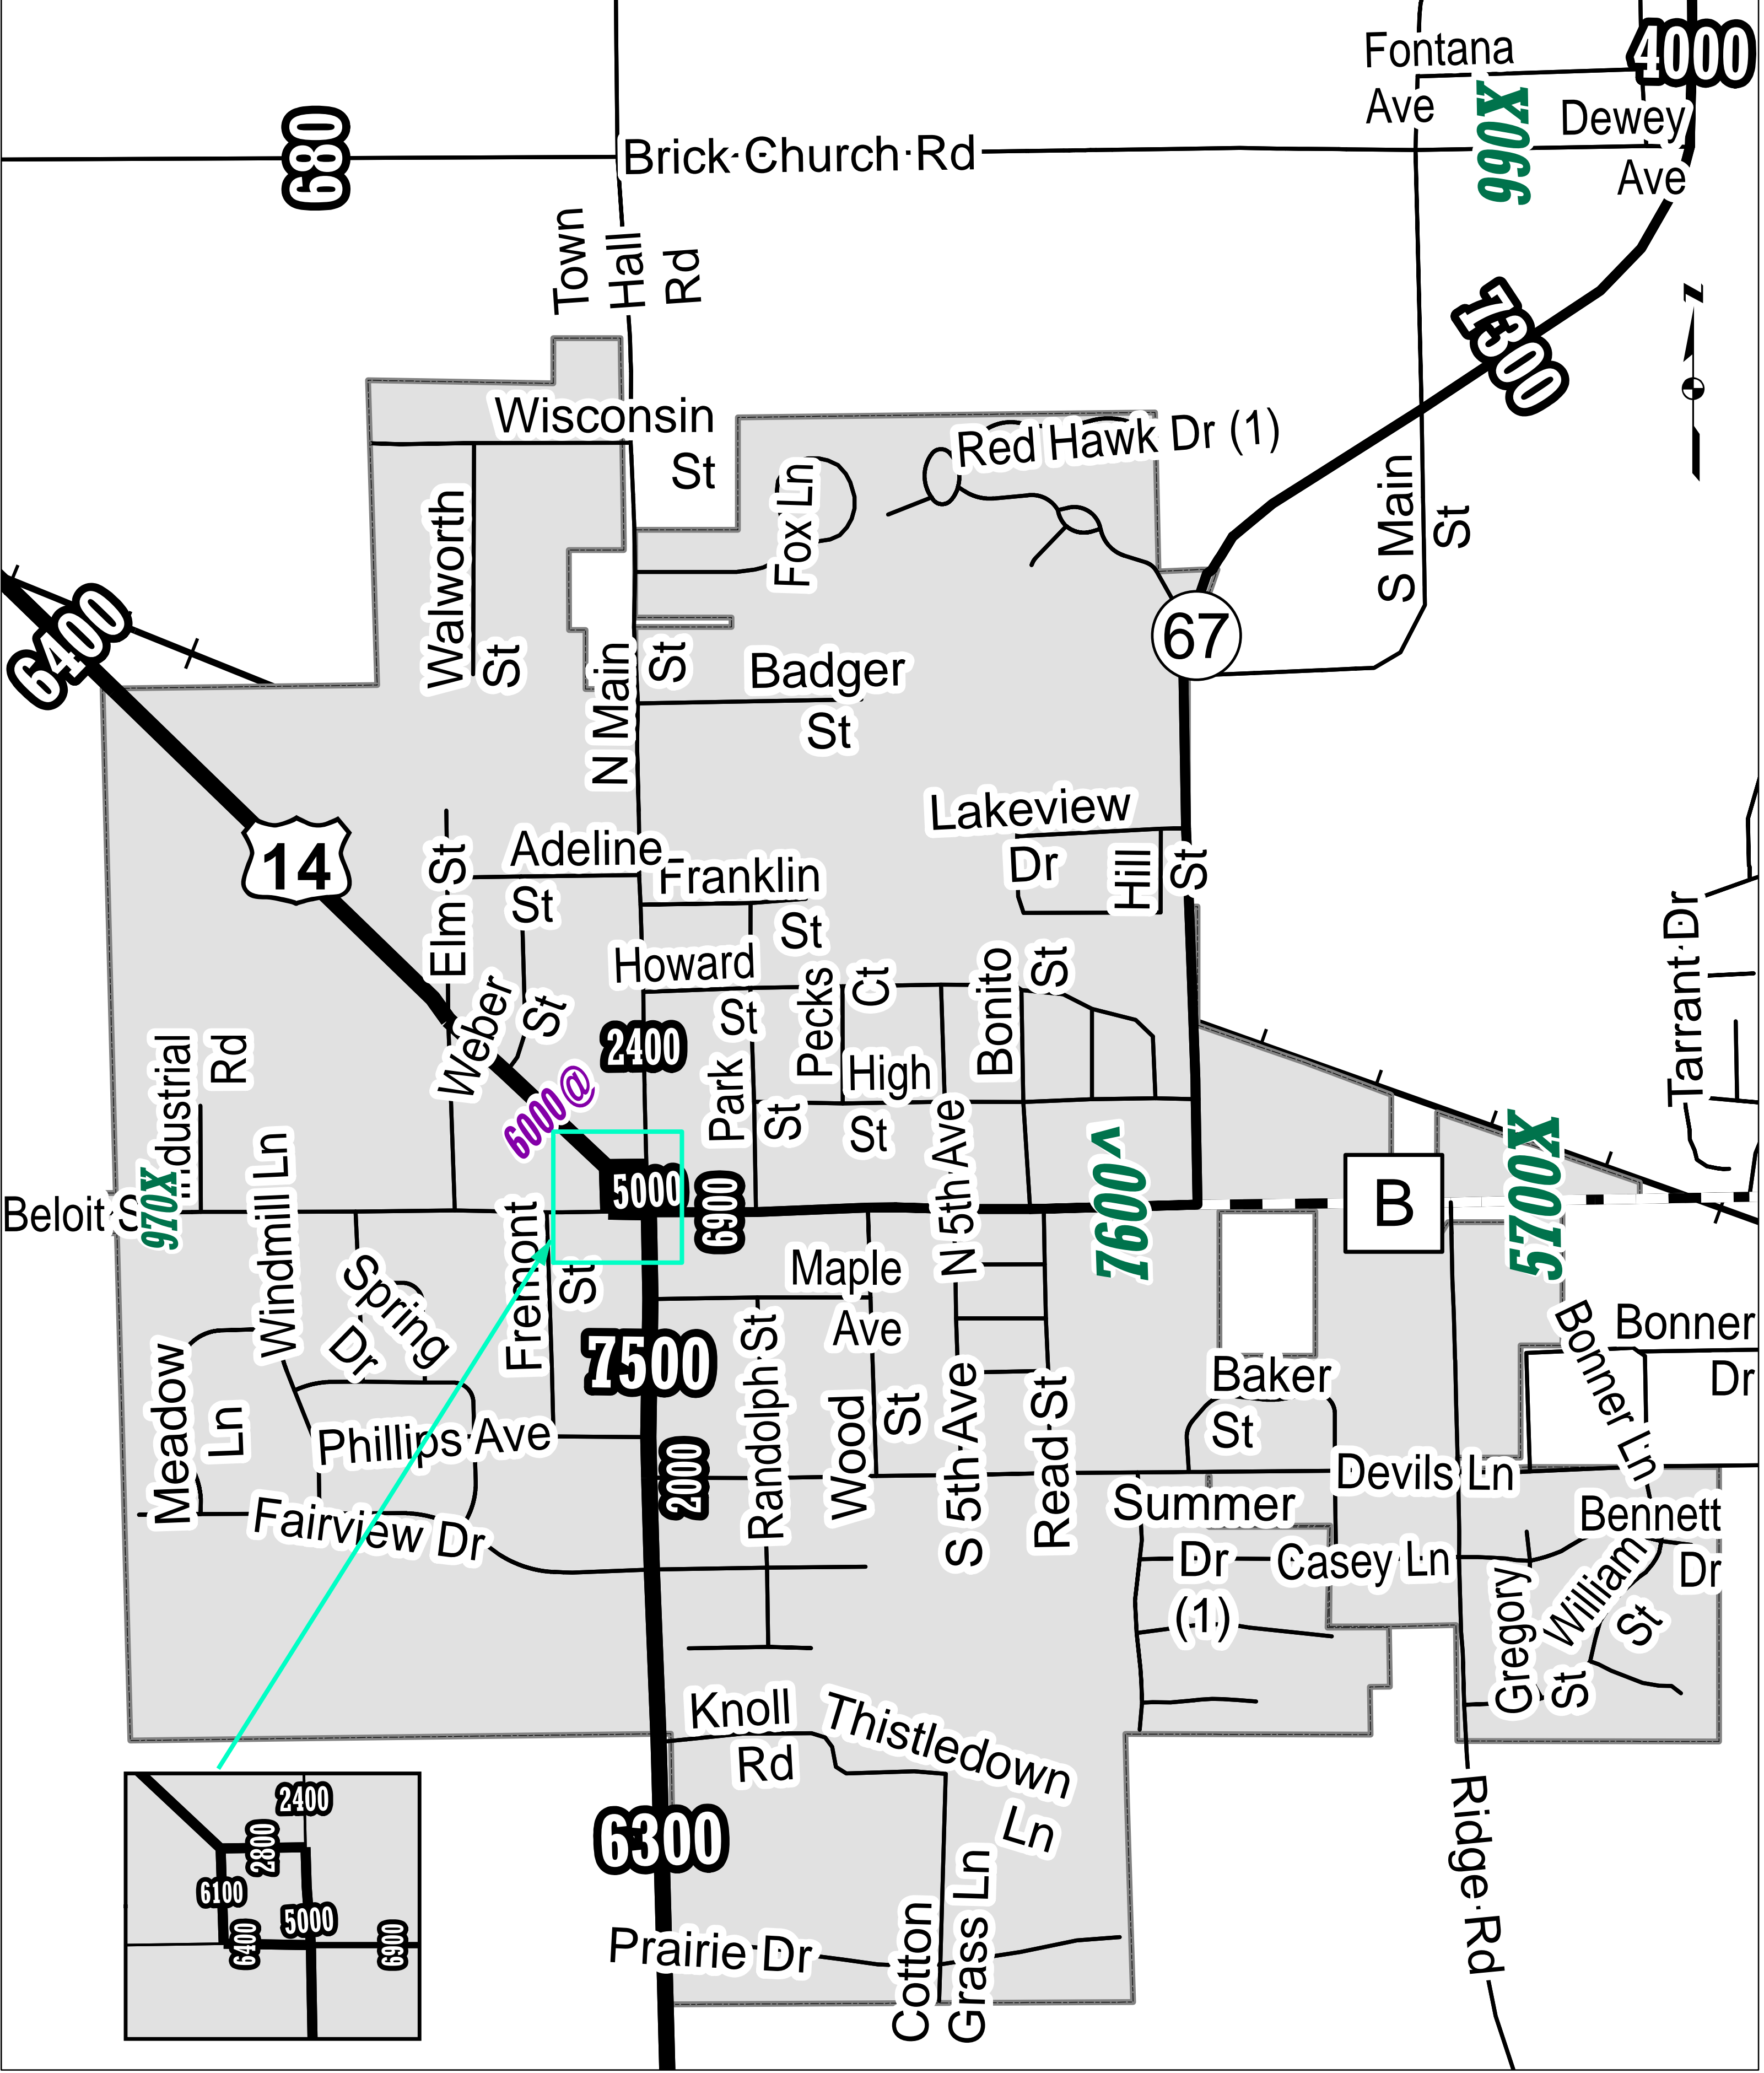 Fontana
Ave
4000
990X
Dewey
Ave
680
Brick Church Rd
Town
Hall
Rd
7300
z
Wisconsin
St
Red Hawk Dr (1)
Fox Ln
Walworth
St
S Main
St
6400
67
N Main
St
Badger
St
14
Lakeview
Dr
Hill
St
Adeline
St
Franklin
St
Elm St
Howard
St
Pecks
Ct
Bonito
St
Tarrant Dr
Weber
St
2400
Industrial
Rd
6000@
Park
St
High
St
N 5th Ave
7600^
5700X
970X
Beloit S
Windmill Ln
5000
6900
B
Fremont
St
Spring
Dr
Maple
Ave
7500
Randolph St
Wood
St
S 5th Ave
Read St
Baker
St
Bonner
Dr
Bonner Ln
Meadow
Ln
Phillips Ave
2000
Devils Ln
Fairview Dr
Summer
Dr
(1)
Casey Ln
Bennett
Dr
Gregory
St
William
St
Knoll
Rd
Thistledown
Ln
6300
Ridge Rd
Prairie Dr
Cotton
Grass Ln
2400
2800
6100
5000
6400
6900